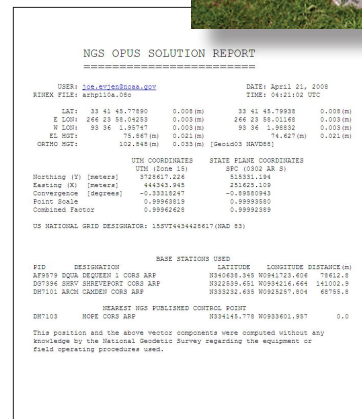 NGS OPUS SOLUTION REPORT
========================
USER: joe.evjen@noaa.gov DATE: April 21, 2008
RINEX FILE: arhp110a.08o TIME: 04:21:02 UTC
LAT: 33 41 45.77890 0.008(m) 33 41 45.79938 0.008(m)
E LON: 266 23 58.04253 0.003(m) 266 23 58.01168 0.003(m)
W LON: 93 36 1.95747 0.003(m) 93 36 1.98832 0.003(m)
EL HGT: 75.867(m) 0.021(m) 74.627(m) 0.021(m)
ORTHO HGT: 102.848(m) 0.033(m) [Geoid03 NAVD88]
UTM COORDINATES STATE PLANE COORDINATES
UTM (Zone 15) SPC (0302 AR S)
Northing (Y) [meters] 3728617.226 515331.194
Easting (X) [meters] 444343.945 251625.109
Convergence [degrees] -0.33318247 -0.89580943
Point Scale 0.99963819 0.99993580
Combined Factor 0.99962628 0.99992389
US NATIONAL GRID DESIGNATOR: 15SVT4434428617(NAD 83)
BASE STATIONS USED
PID DESIGNATION LATITUDE LONGITUDE DISTANCE(m)
AF9579 DQUA DEQUEEN 1 CORS ARP N340638.345 W0941723.606 78612.8
DG7396 SHRV SHREVEPORT CORS ARP N322539.651 W0934216.664 141002.9
DH7101 ARCM CAMDEN CORS ARP N333232.635 W0925257.804 68755.8
NEAREST NGS PUBLISHED CONTROL POINT
DH7103 HOPE CORS ARP N334145.778 W0933601.957 0.0
This position and the above vector components were computed without any
knowledge by the National Geodetic Survey regarding the equipment or
field operating procedures used.